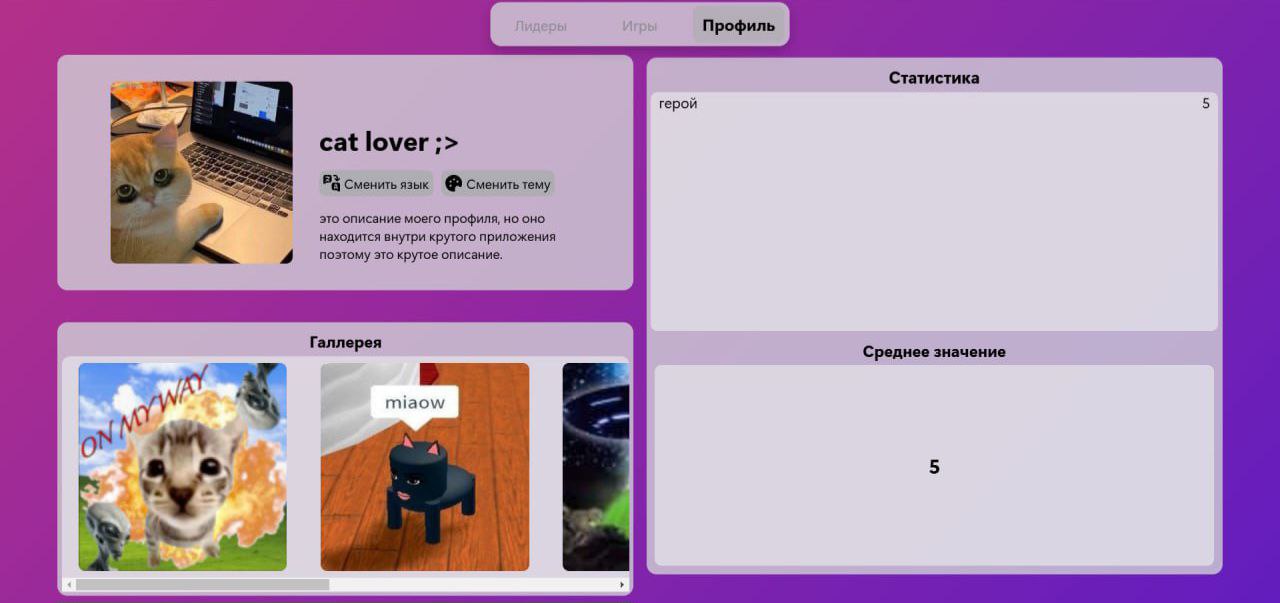 Лидеры Игры Профиль
cat lover ;>
Сменить язык Сменить тему
это описание моего профиля, но оно
находится внутри крутого приложения
поэтому это крутое описание.
Галлерея
ON MY WAY
miaow
Статистика
герой 5
Среднее значение
5